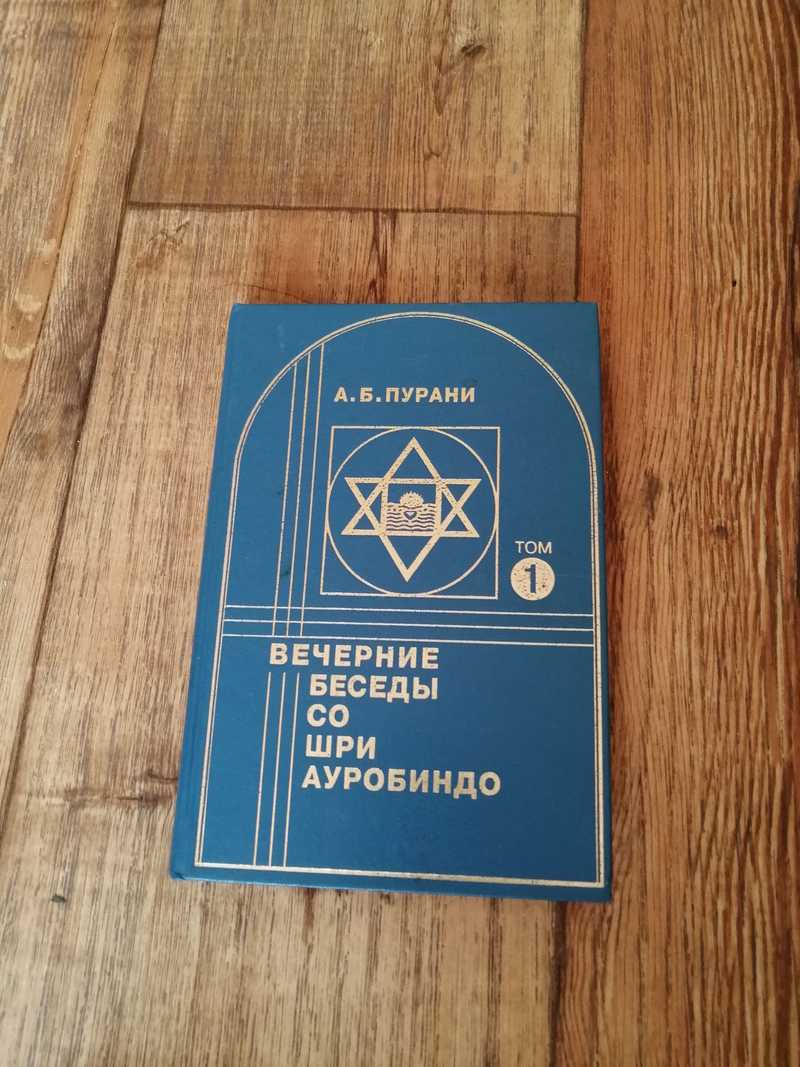 А. Б. ПУРАНИ
ТОМ
1
ВЕЧЕРНИЕ
БЕСЕДЫ
СО
ШРИ
АУРОБИНДО